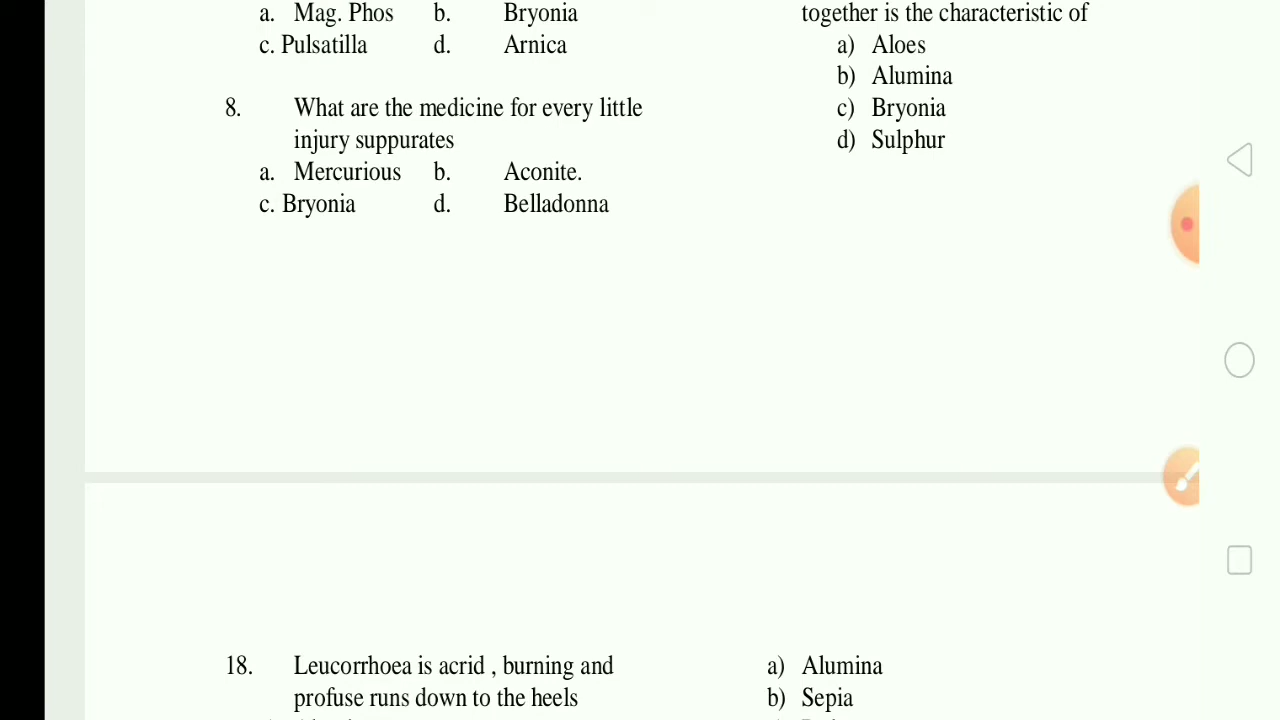 a. Mag. Phos b. Bryonia
c. Pulsatilla d. Arnica
8. What are the medicine for every little
injury suppurates
a. Mercurious b. Aconite.
c. Bryonia d. Belladonna
together is the characteristic of
a) Aloes
b) Alumina
c) Bryonia
d) Sulphur
18. Leucorrhoea is acrid , burning and
profuse runs down to the heels
a) Alumina
b) Sepia